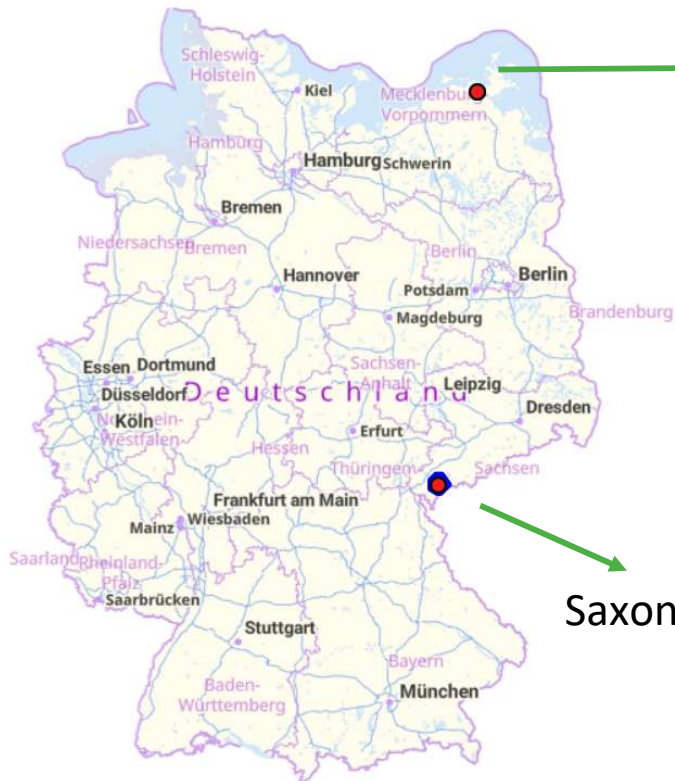 Schleswig-
Holstein
Kiel
Mecklenburg
Vorpommern
Hamburg
Hamburg
Schwerin
Bremen
Niedersachsen
Bremen
Berlin
Hannover
Potsdam
Berlin
Magdeburg
Brandenburg
Essen
Dortmund
Sachsen-
Anhalt
Düsseldorf
Deutschland
Leipzig
Köln
Nordrhein-
Westfalen
Dresden
Erfurt
Hessen
Thüringen
Sachsen
Frankfurt am Main
Mainz
Wiesbaden
Saarland
Rheinland-
Pfalz
Saarbrücken
Saxon
Stuttgart
Bayern
Baden-
Württemberg
München